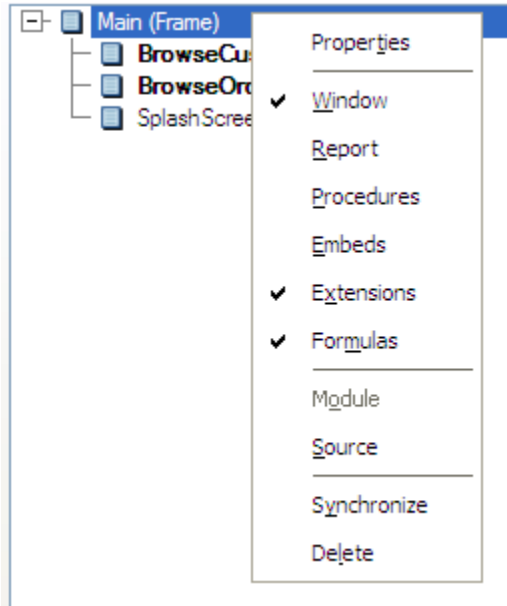 Main (Frame)
BrowseCu
BrowseOrd
SplashScree
Properties
Window
Report
Procedures
Embeds
Extensions
Formulas
Module
Source
Synchronize
Delete